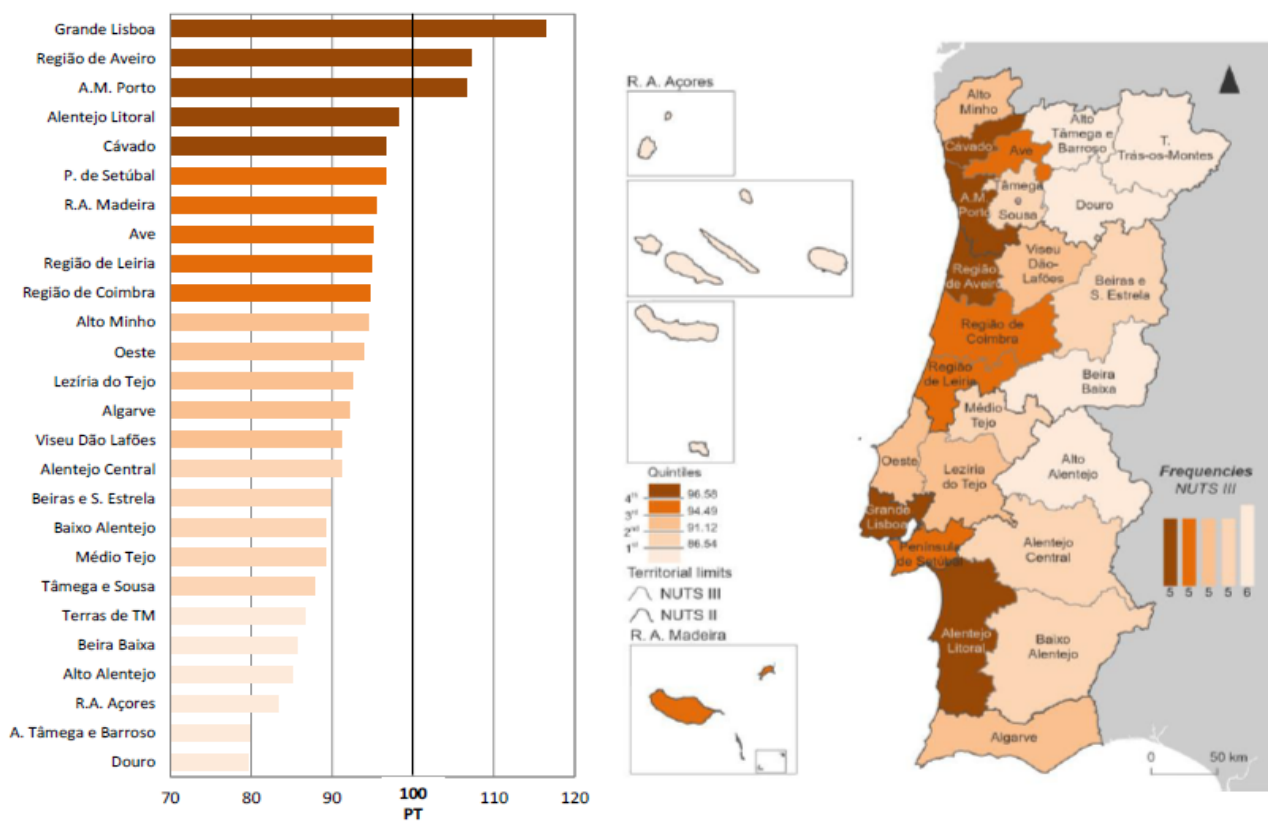 Grande Lisboa
Região de Aveiro
A.M. Porto
Alentejo Litoral
Cávado
P. de Setúbal
R.A. Madeira
Ave
Região de Leiria
Região de Coimbra
Alto Minho
Oeste
Lezíria do Tejo
Algarve
Viseu Dão Lafões
Alentejo Central
Beiras e S. Estrela
Baixo Alentejo
Médio Tejo
Tâmega e Sousa
Terras de TM
Beira Baixa
Alto Alentejo
R.A. Açores
A. Tâmega e Barroso
Douro
70 80 90 100 110 120
PT
R. A. Açores
Quintiles
4th 96.58
3rd 94.49
2nd 91.12
1st 86.54
Territorial limits
NUTS III
NUTS II
R. A. Madeira
Alto
Minho
Alto
Tâmega e
Barroso
T.
Trás-os-Montes
Cávado
Ave
Tâmega
e
Sousa
A.M.
Porto
Douro
Viseu
Dão-
Lafões
Região
de Aveiro
Beiras e
S. Estrela
Região de
Coimbra
Região
de Leiria
Beira
Baixa
Médio
Tejo
Oeste
Lezíria
do Tejo
Alto
Alentejo
Grande
Lisboa
Península
de Setúbal
Alentejo
Central
Alentejo
Litoral
Baixo
Alentejo
Algarve
Frequencies
NUTS III
5 5 5 5 6
0 50 km